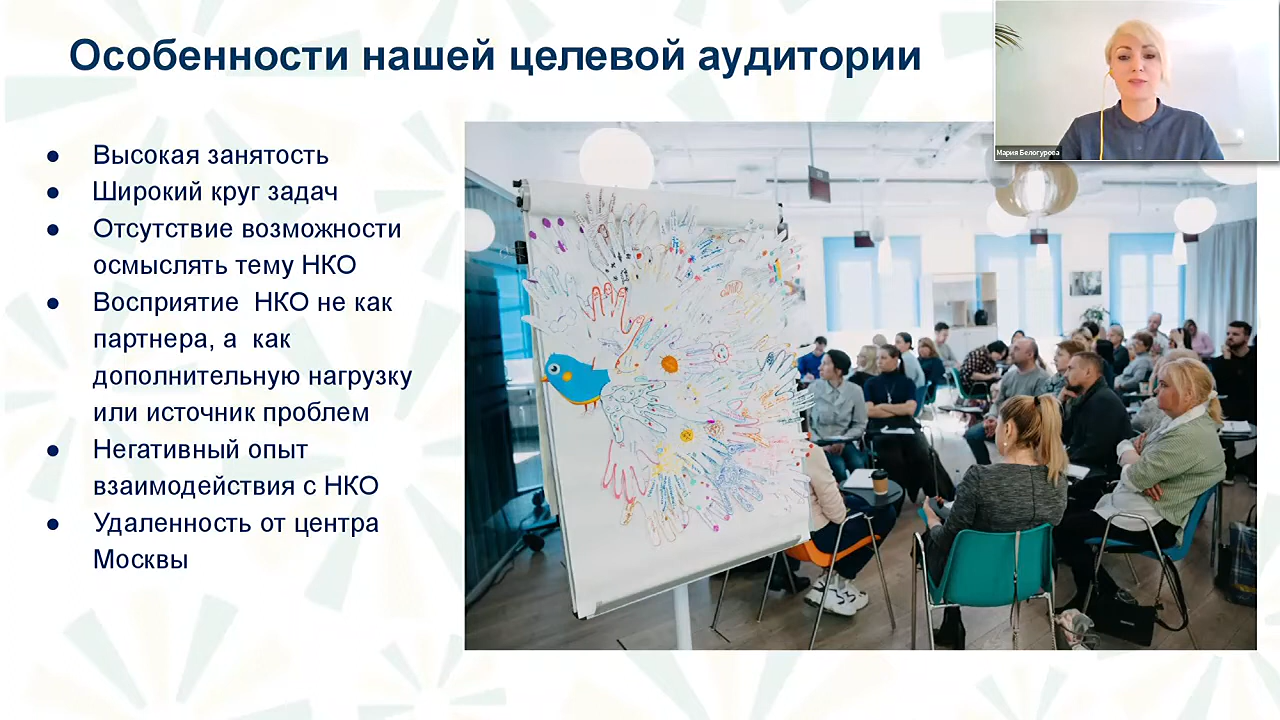 Особенности нашей целевой аудитории
Мария Белогурова
● Высокая занятость
● Широкий круг задач
● Отсутствие возможности
осмыслять тему НКО
● Восприятие НКО не как
партнера, а как
дополнительную нагрузку
или источник проблем
● Негативный опыт
взаимодействия с НКО
● Удаленность от центра
Москвы